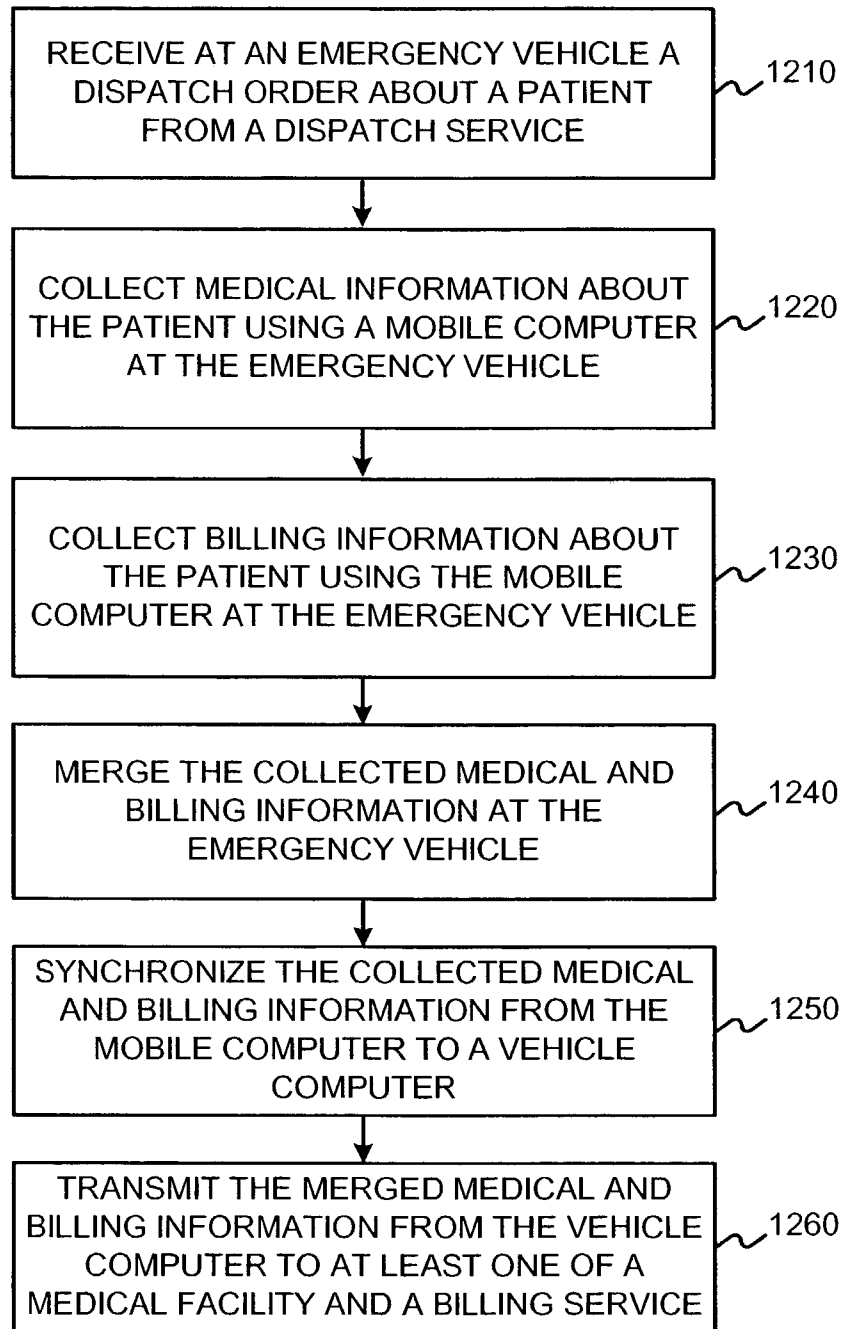 RECEIVE AT AN EMERGENCY VEHICLE A
DISPATCH ORDER ABOUT A PATIENT
FROM A DISPATCH SERVICE
1210
COLLECT MEDICAL INFORMATION ABOUT
THE PATIENT USING A MOBILE COMPUTER
AT THE EMERGENCY VEHICLE
1220
COLLECT BILLING INFORMATION ABOUT
THE PATIENT USING THE MOBILE
COMPUTER AT THE EMERGENCY VEHICLE
1230
MERGE THE COLLECTED MEDICAL AND
BILLING INFORMATION AT THE
EMERGENCY VEHICLE
1240
SYNCHRONIZE THE COLLECTED MEDICAL
AND BILLING INFORMATION FROM THE
MOBILE COMPUTER TO A VEHICLE
COMPUTER
1250
TRANSMIT THE MERGED MEDICAL AND
BILLING INFORMATION FROM THE VEHICLE
COMPUTER TO AT LEAST ONE OF A
MEDICAL FACILITY AND A BILLING SERVICE
1260